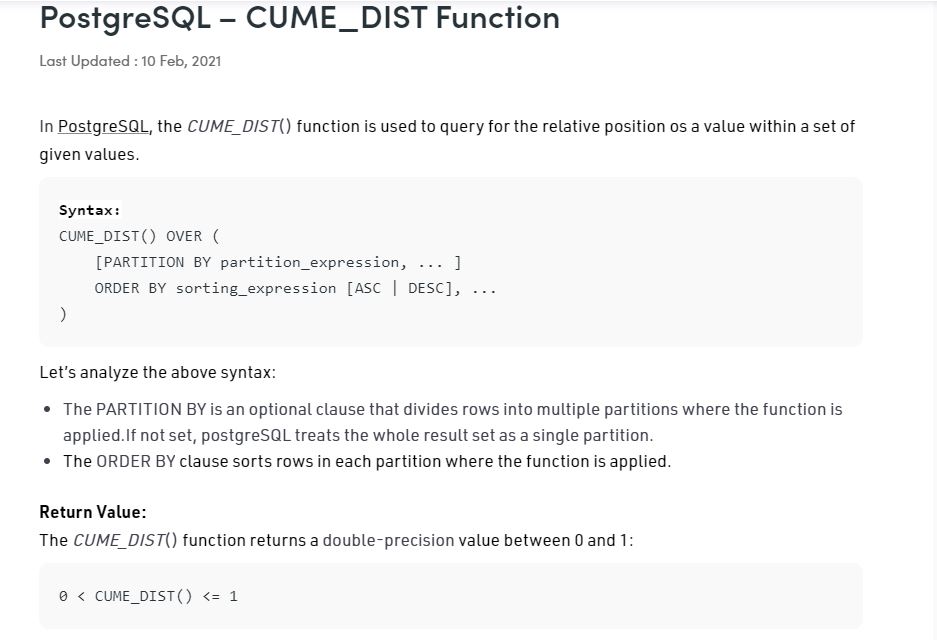 PostgreSQL – CUME_DIST Function
Last Updated : 10 Feb, 2021
In PostgreSQL, the CUME_DIST() function is used to query for the relative position os a value within a set of
given values.
Syntax:
CUME_DIST() OVER (
    [PARTITION BY partition_expression, ... ]
    ORDER BY sorting_expression [ASC | DESC], ...
)
Let's analyze the above syntax:
• The PARTITION BY is an optional clause that divides rows into multiple partitions where the function is
applied.If not set, postgreSQL treats the whole result set as a single partition.
• The ORDER BY clause sorts rows in each partition where the function is applied.
Return Value:
The CUME_DIST() function returns a double-precision value between 0 and 1:
0 < CUME_DIST() <= 1